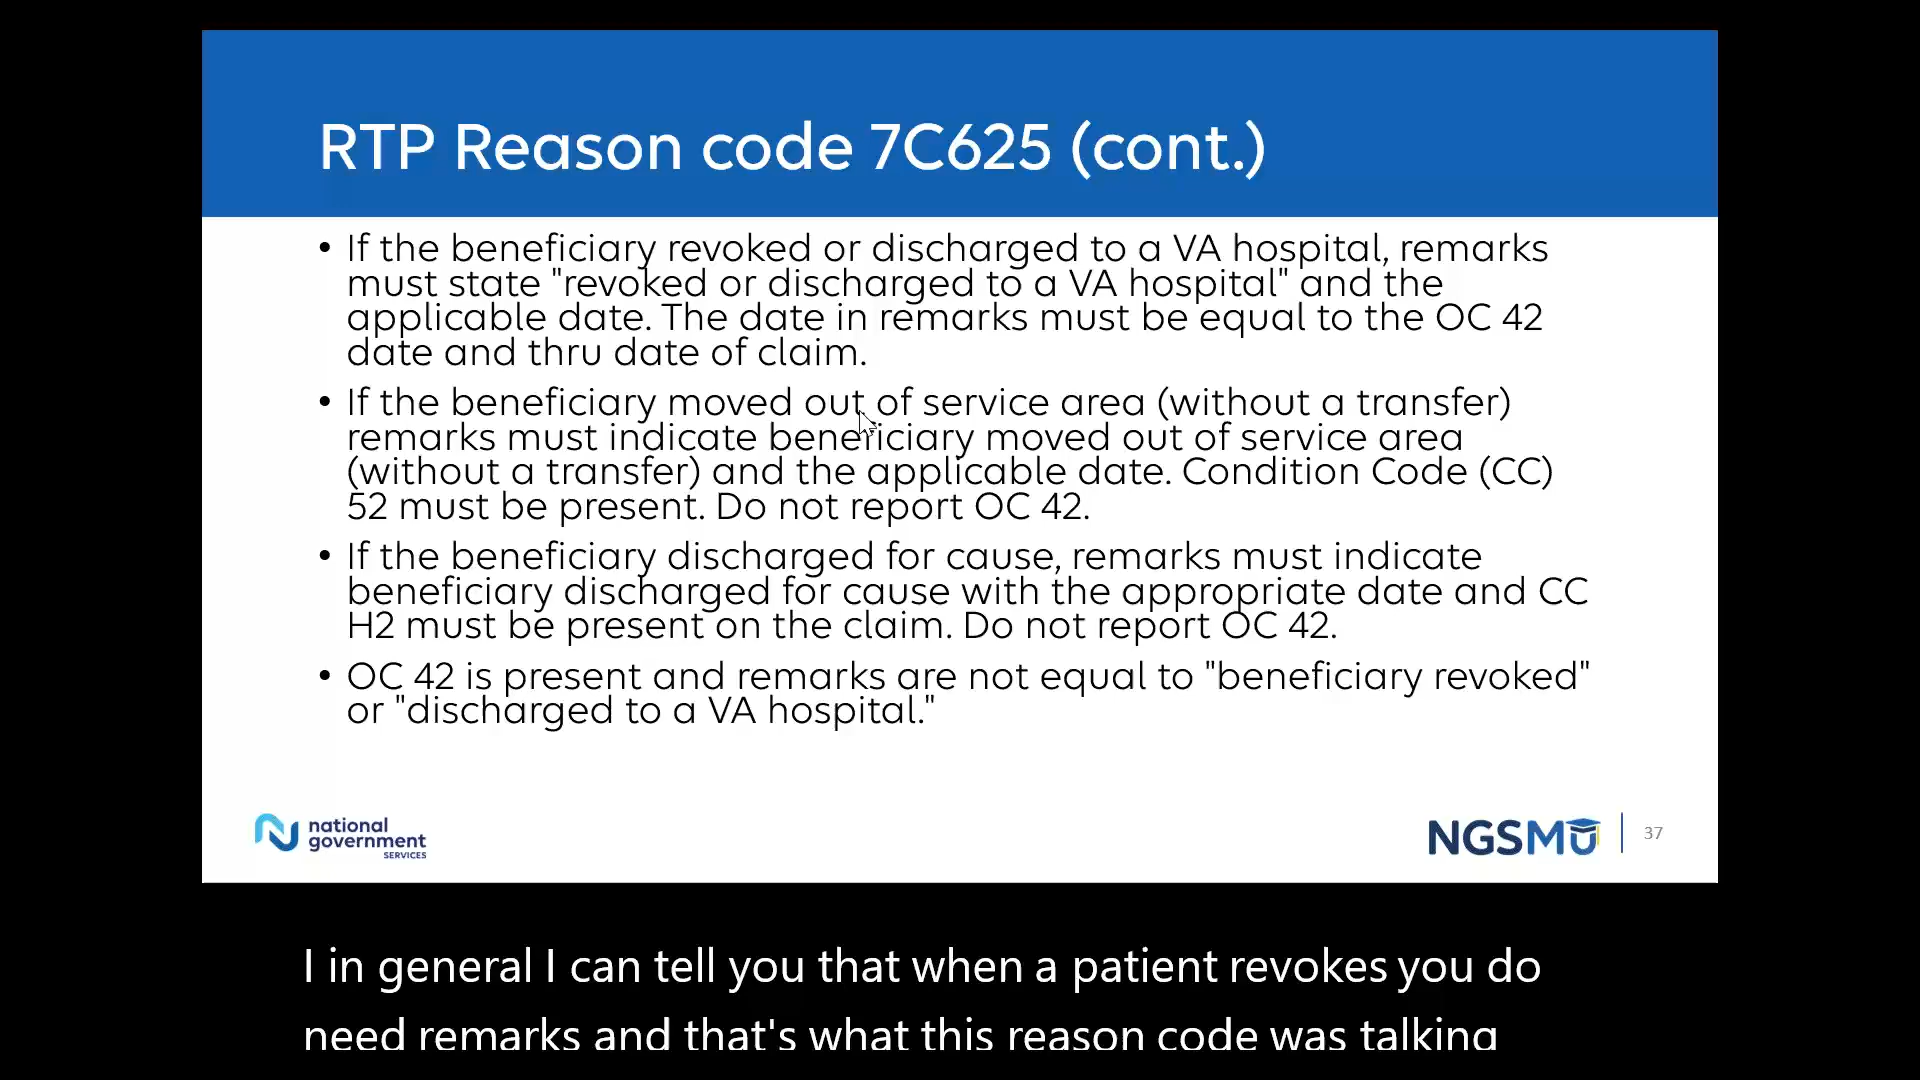 RTP Reason code 7C625 (cont.)
• If the beneficiary revoked or discharged to a VA hospital, remarks
must state "revoked or discharged to a VA hospital" and the
applicable date. The date in remarks must be equal to the OC 42
date and thru date of claim.
• If the beneficiary moved out of service area (without a transfer)
remarks must indicate beneficiary moved out of service area
(without a transfer) and the applicable date. Condition Code (CC)
52 must be present. Do not report OC 42.
• If the beneficiary discharged for cause, remarks must indicate
beneficiary discharged for cause with the appropriate date and CC
H2 must be present on the claim. Do not report OC 42.
• OC 42 is present and remarks are not equal to "beneficiary revoked"
or "discharged to a VA hospital."
national
government
SERVICES
NGSMU
37
I in general I can tell you that when a patient revokes you do
need remarks and that's what this reason code was talking